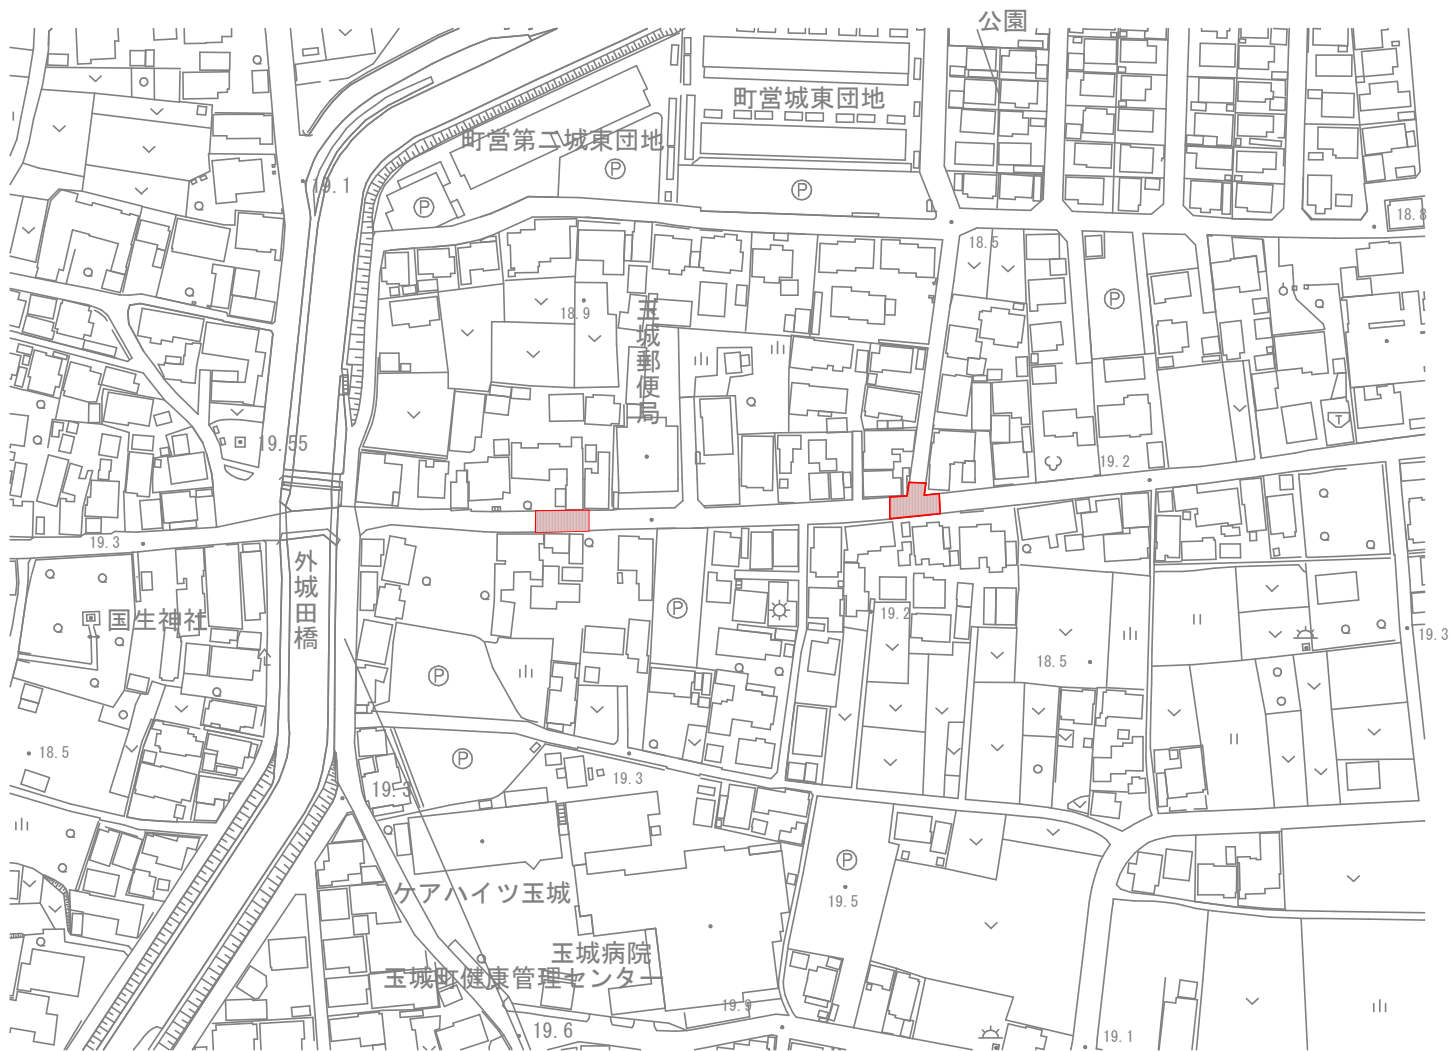 公園
町営城東団地
町営第二城東団地
P
P
P
19.1
18.8
18.5
P
18.9
玉城郵便局
T
19.55
19.2
19.3
外城田橋
国生神社
P
19.2
19.3
18.5
P
18.5
P
19.3
19.3
P
19.5
ケアハイツ玉城
玉城病院
玉城町健康管理センター
19.9
19.6
19.1